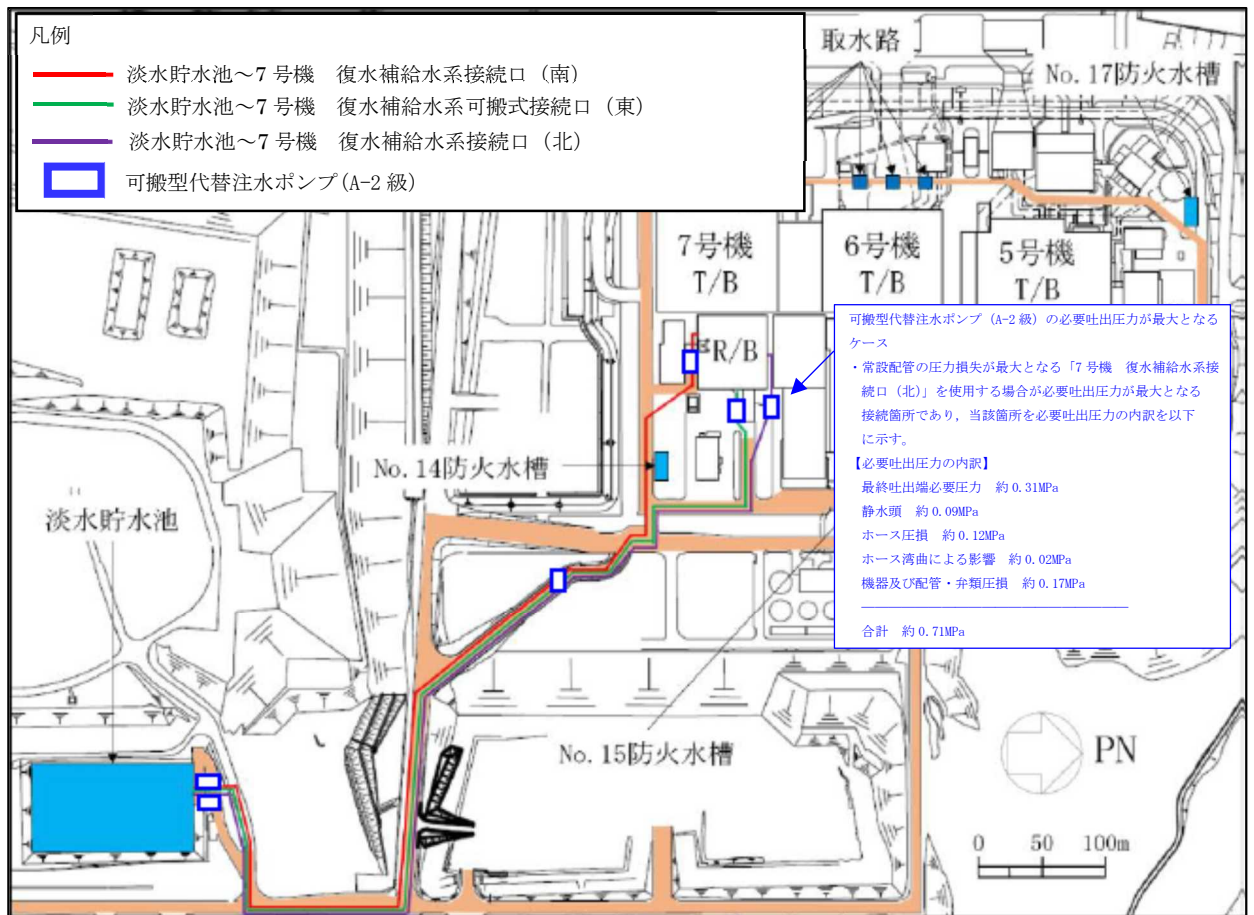 凡例
淡水貯水池～7 号機　復水補給水系接続口（南）
淡水貯水池～7 号機　復水補給水系可搬式接続口（東）
淡水貯水池～7 号機　復水補給水系接続口（北）
可搬型代替注水ポンプ(A-2 級)
取水路
No.17防火水槽
7号機
T/B
6号機
T/B
5号機
T/B
R/B
可搬型代替注水ポンプ（A-2 級）の必要吐出圧力が最大となる
ケース
・常設配管の圧力損失が最大となる「7 号機　復水補給水系接
続口（北）」を使用する場合が必要吐出圧力が最大となる
接続箇所であり，当該箇所を必要吐出圧力の内訳を以下
に示す。
【必要吐出圧力の内訳】
最終吐出端必要圧力　約 0.31MPa
静水頭　約 0.09MPa
ホース圧損　約 0.12MPa
ホース湾曲による影響　約 0.02MPa
機器及び配管・弁類圧損　約 0.17MPa
合計　約 0.71MPa
No.14防火水槽
淡水貯水池
No.15防火水槽
PN
0 50 100m